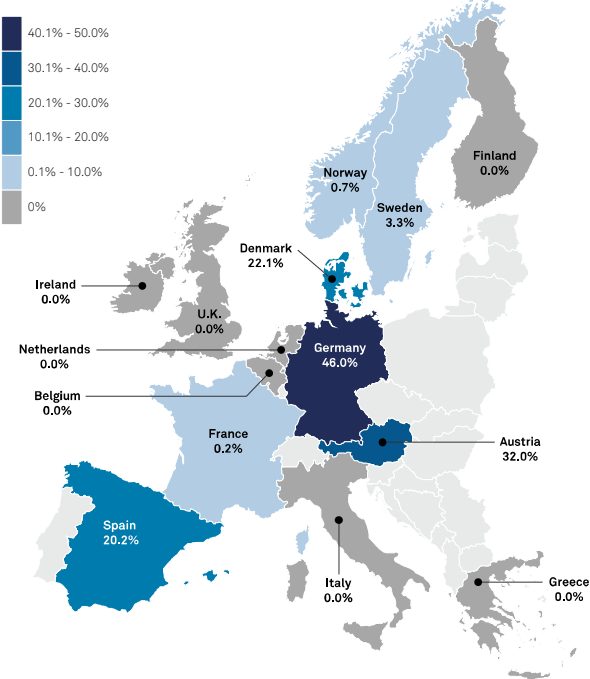 40.1% - 50.0%
30.1% - 40.0%
20.1% - 30.0%
10.1% - 20.0%
0.1% - 10.0%
0%
Finland
0.0%
Norway
0.7%
Sweden
3.3%
Denmark
22.1%
Ireland
0.0%
U.K.
0.0%
Netherlands
0.0%
Germany
46.0%
Belgium
0.0%
France
0.2%
Austria
32.0%
Spain
20.2%
Italy
0.0%
Greece
0.0%